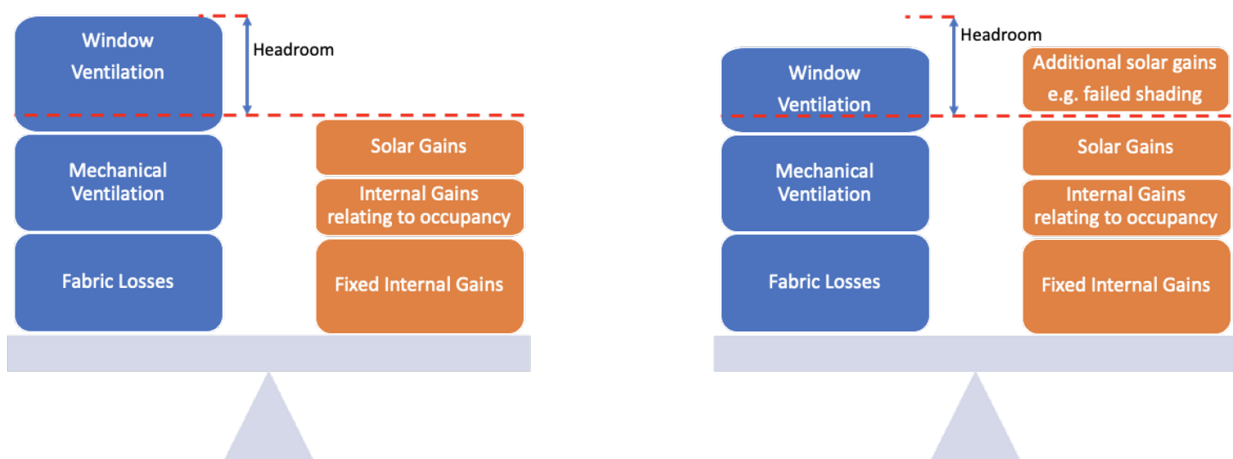 Window
Ventilation
Headroom
Mechanical
Ventilation
Solar Gains
Internal Gains
relating to occupancy
Fabric Losses
Fixed Internal Gains
Window
Ventilation
Headroom
Additional solar gains
e.g. failed shading
Mechanical
Ventilation
Solar Gains
Internal Gains
relating to occupancy
Fabric Losses
Fixed Internal Gains